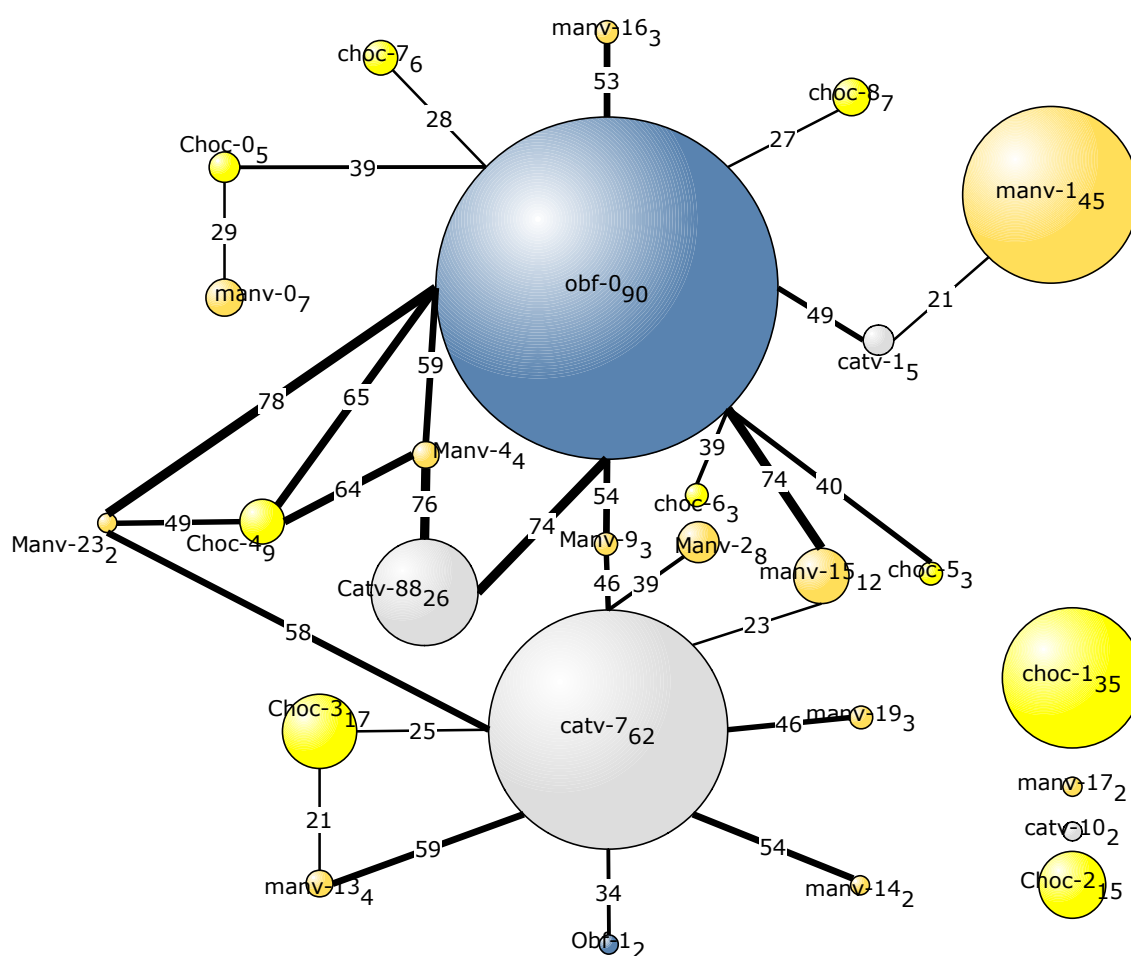 manv-16 3
choc-7 6
53
choc-8 7
28
27
Choc-0 5
39
manv-1 45
29
obf-0 90
manv-0 7
21
49
catv-1 5
59
78
65
39
Manv-4 4
64
74
40
76
54
choc-6 3
49
74
Manv-23 2
Choc-4 9
Manv-9 3
Manv-2 8
manv-15 12
choc-5 3
Catv-88 26
46
39
23
58
choc-1 35
Choc-3 17
25
catv-7 62
46
manv-19 3
manv-17 2
21
catv-10 2
59
54
manv-13 4
34
manv-14 2
Choc-2 15
Obf-1 2